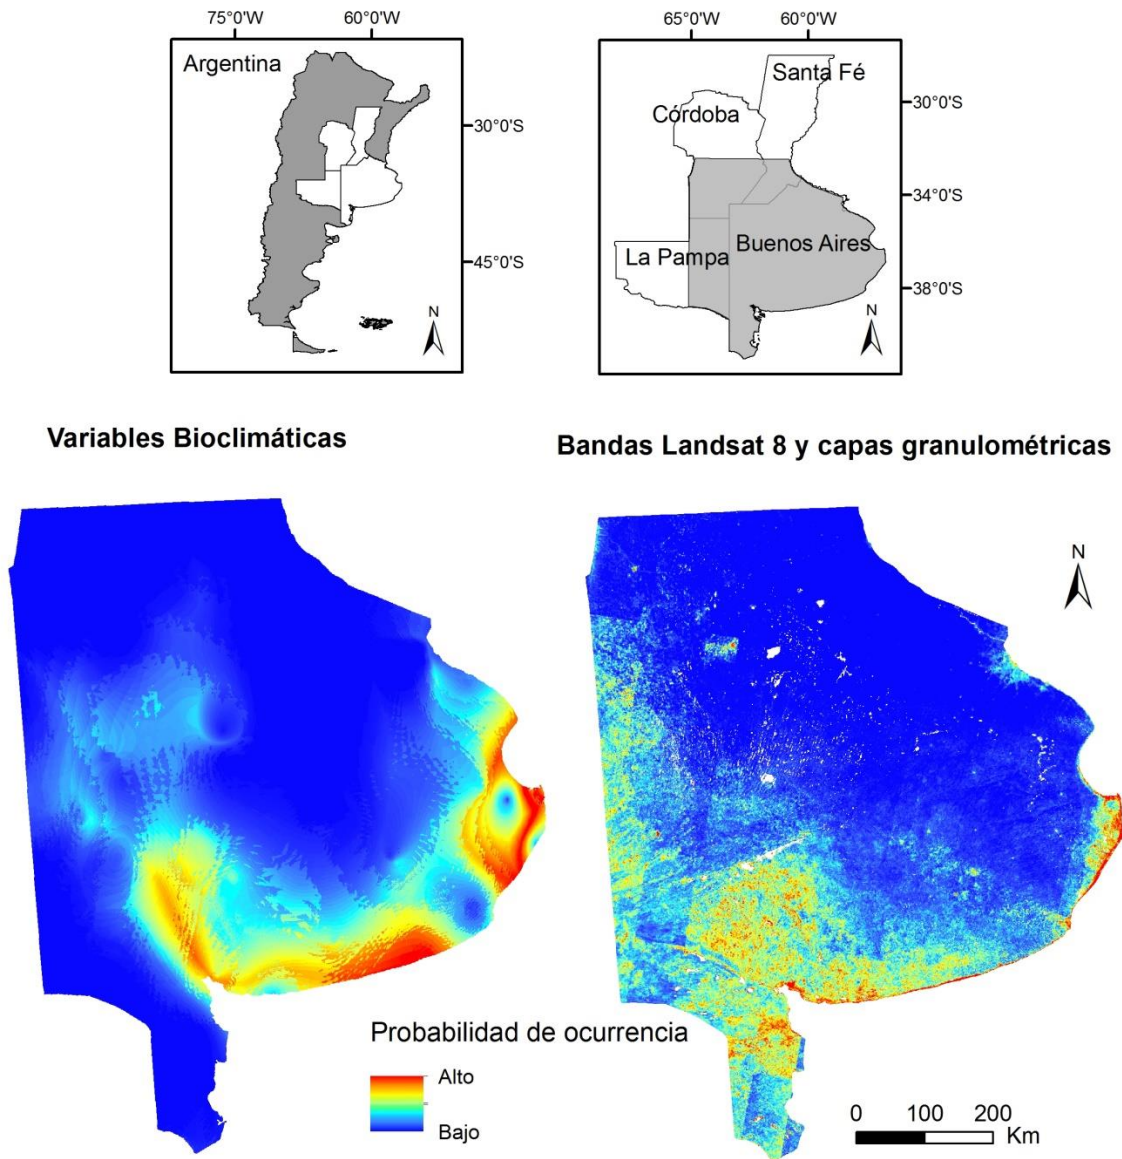 75°0'W 60°0'W
Argentina
30°0'S
45°0'S
N
65°0'W 60°0'W
Santa Fé
Córdoba
30°0'S
34°0'S
Buenos Aires
La Pampa
38°0'S
N
Variables Bioclimáticas
Bandas Landsat 8 y capas granulométricas
N
Probabilidad de ocurrencia
Alto
Bajo
0 100 200
Km